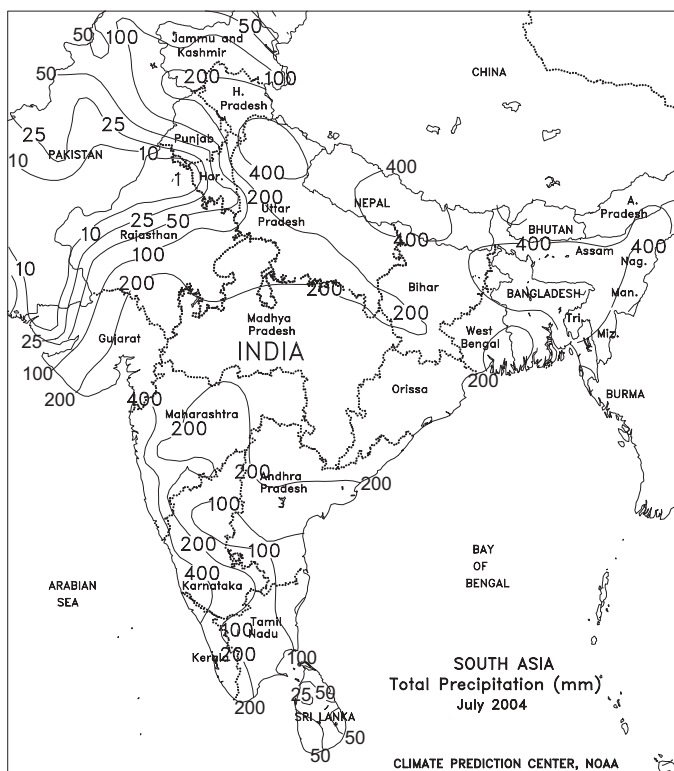 50
50
100
Jammu and
Kashmir
50
200
100
CHINA
H.
Pradesh
25
25
Punjab
10
PAKISTAN
10
Har.
1
400
400
200
NEPAL
Uttar
Pradesh
A.
Pradesh
BHUTAN
10
25
50
Rajasthan
100
400
400
Assam
400
Nag.
10
200
200
Bihar
BANGLADESH
Man.
Madhya
Pradesh
200
25
Gujarat
INDIA
West
Bengal
Tri.
Miz.
100
200
200
Orissa
BURMA
400
Maharashtra
200
200
Andhra
Pradesh
200
3
100
200
100
BAY
OF
BENGAL
400
Karnataka
ARABIAN
SEA
100
Tamil
Nadu
Kerala
200
100
200
25
50
SRI LANKA
50
50
SOUTH ASIA
Total Precipitation (mm)
July 2004
CLIMATE PREDICTION CENTER, NOAA